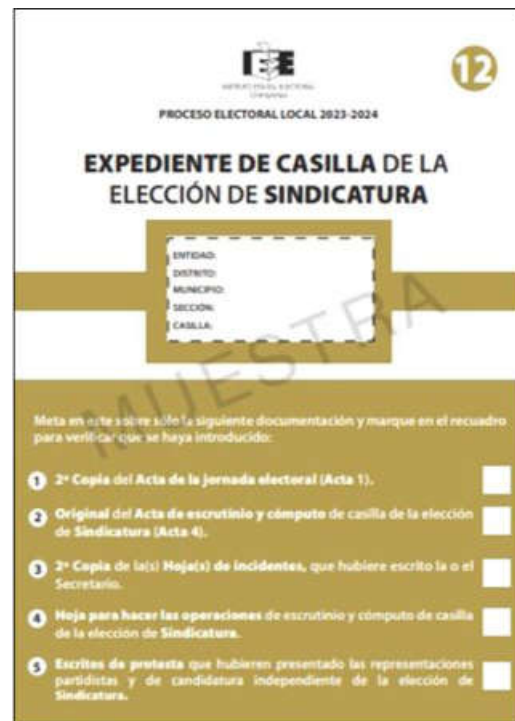 IEE
INSTITUTO ESTATAL ELECTORAL
CHIHUAHUA
12
PROCESO ELECTORAL LOCAL 2023-2024
EXPEDIENTE DE CASILLA DE LA
ELECCIÓN DE SINDICATURA
ENTIDAD:
DISTRITO:
MUNICIPIO:
SECCIÓN:
CASILLA:
MUESTRA
Meta en este sobre sólo la siguiente documentación y marque en el recuadro
para verificar que se haya introducido:
1 2ª Copia del Acta de la jornada electoral (Acta 1).
2 Original del Acta de escrutinio y cómputo de casilla de la elección
de Sindicatura (Acta 4).
3 2ª Copia de la(s) Hoja(s) de incidentes, que hubiere escrito la o el
Secretario.
4 Hoja para hacer las operaciones de escrutinio y cómputo de casilla
de la elección de Sindicatura.
5 Escritos de protesta que hubieren presentado las representaciones
partidistas y de candidatura independiente de la elección de
Sindicatura.